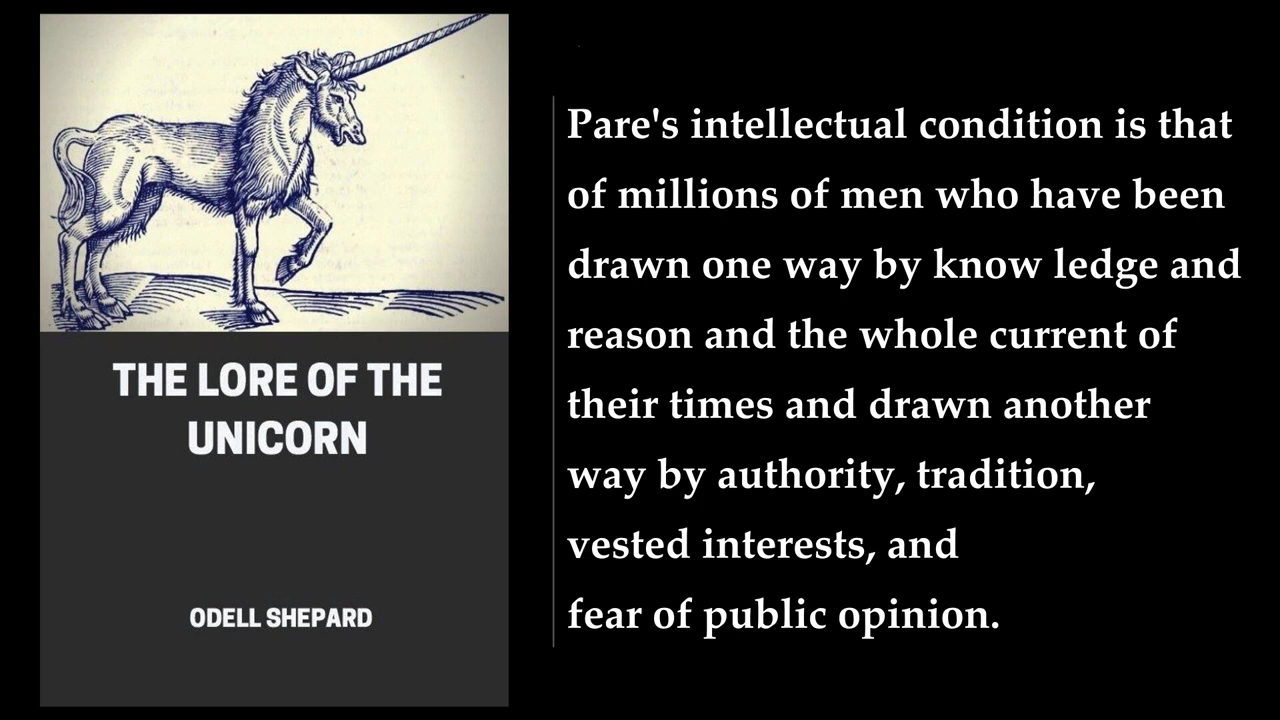 THE LORE OF THE
UNICORN
ODELL SHEPARD
Pare's intellectual condition is that
of millions of men who have been
drawn one way by know ledge and
reason and the whole current of
their times and drawn another
way by authority, tradition,
vested interests, and
fear of public opinion.